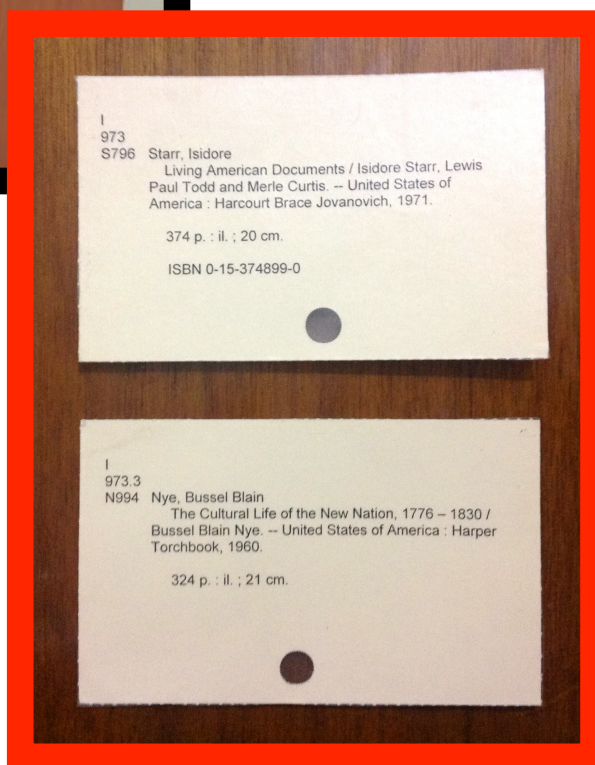 I
973
S796 Starr, Isidore
Living American Documents / Isidore Starr, Lewis
Paul Todd and Merle Curtis. -- United States of
America : Harcourt Brace Jovanovich, 1971.
374 p. : il. ; 20 cm.
ISBN 0-15-374899-0
I
973.3
N994 Nye, Bussel Blain
The Cultural Life of the New Nation, 1776 – 1830 /
Bussel Blain Nye. -- United States of America : Harper
Torchbook, 1960.
324 p. : il. ; 21 cm.